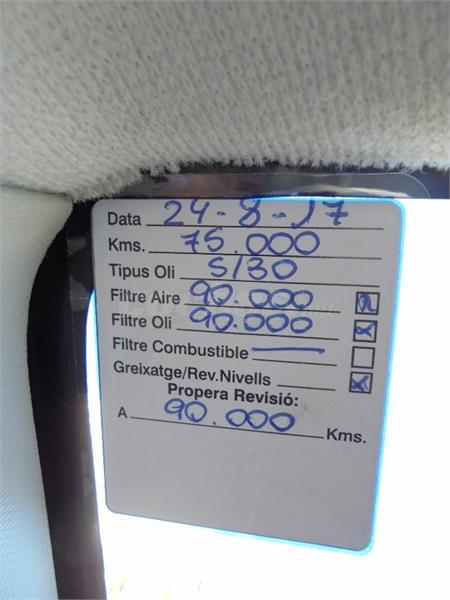 Data 24-8-17
Kms. 75.000
Tipus Oli 5/30
Filtre Aire 90.000
Filtre Oli 90.000
Filtre Combustible —
Greixatge/Rev.Nivells
Propera Revisió:
A 90.000 Kms.